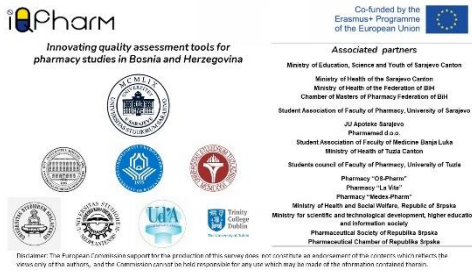 iQPharm
Co-funded by the
Erasmus+ Programme
of the European Union
Innovating quality assessment tools for
pharmacy studies in Bosnia and Herzegovina
Associated partners
Ministry of Education, Science and Youth of Sarajevo Canton
Ministry of Health of the Sarajevo Canton
Ministry of Health of the Federation of BiH
Chamber of Masters of Pharmacy Federation of BiH
Student Association of Faculty of Pharmacy, University of Sarajevo
JU Apoteke Sarajevo
Pharmamed d.o.o.
Student Association of Faculty of Medicine Banja Luka
Ministry of Health of Tuzla Canton
Students council of Faculty of Pharmacy, University of Tuzla
Pharmacy "OS-Pharm"
Pharmacy "La Vita"
Pharmacy "Medex-Pharm"
Ministry of Health and Social Welfare, Republic of Srpska
Ministry for scientific and technological development, higher education
and information society
Pharmaceutical Society of Republika Srpska
Pharmaceutical Chamber of Republika Srpska
MCMLIX
Ud'A
Trinity
College
Dublin
Disclaimer: The European Commission support for the production of this survey does not constitute an endorsement of the contents which reflects the
views only of the authors, and the Commission cannot be held responsible for any use which may be made of the information contained therein.